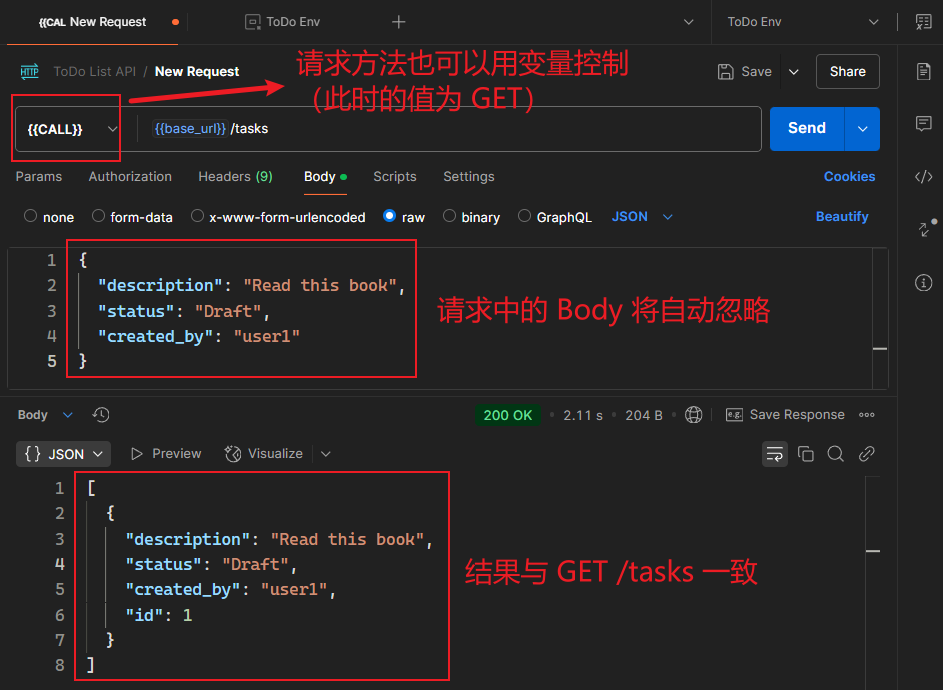 {{CAL New Request
ToDo Env
ToDo Env
HTTP
ToDo List API / New Request
请求方法也可以用变量控制
（此时的值为 GET）
Save
Share
{{CALL}}
{{base_url}} /tasks
Send
Params Authorization Headers (9) Body Scripts Settings
Cookies
none form-data x-www-form-urlencoded raw binary GraphQL JSON
Beautify
1 {
2 "description": "Read this book",
3 "status": "Draft",
4 "created_by": "user1"
5 }
请求中的 Body 将自动忽略
Body
200 OK • 2.11 s • 204 B •
e.g. Save Response
{} JSON
Preview
Visualize
1 [
2 {
3 "description": "Read this book",
4 "status": "Draft",
5 "created_by": "user1",
6 "id": 1
7 }
8 ]
结果与 GET /tasks 一致